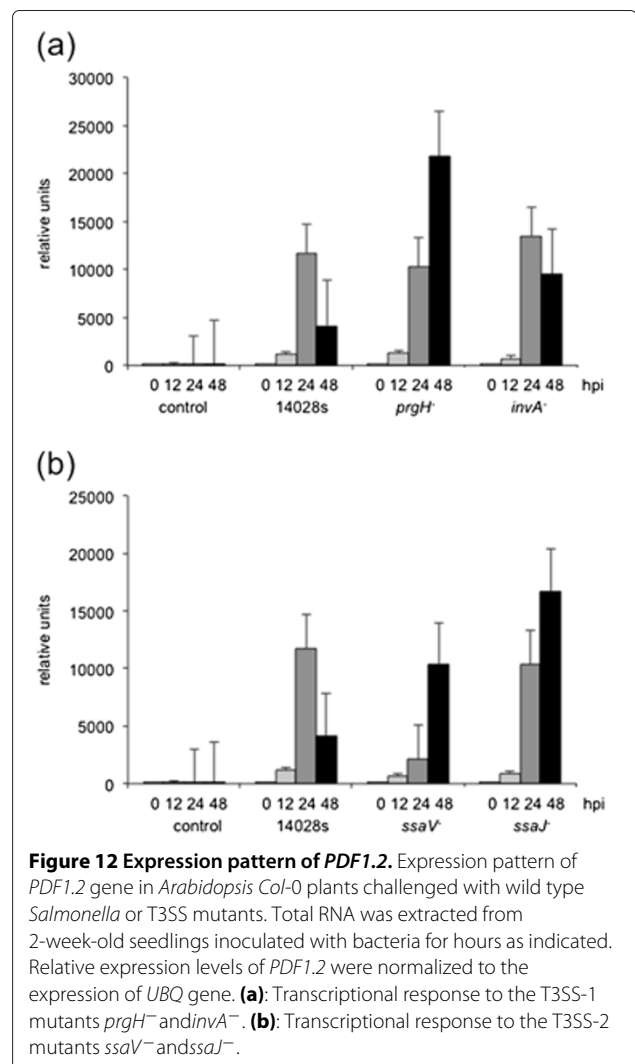 (a)
30000
25000
20000
15000
10000
5000
0
relative units
0 12 24 48 0 12 24 48 0 12 24 48 0 12 24 48 hpi
control 14028s prgH- invA-
(b)
25000
20000
15000
10000
5000
0
relative units
0 12 24 48 0 12 24 48 0 12 24 48 0 12 24 48 hpi
control 14028s ssaV- ssaJ-
Figure 12 Expression pattern of PDF1.2. Expression pattern of
PDF1.2 gene in Arabidopsis Col-0 plants challenged with wild type
Salmonella or T3SS mutants. Total RNA was extracted from
2-week-old seedlings inoculated with bacteria for hours as indicated.
Relative expression levels of PDF1.2 were normalized to the
expression of UBQ gene. (a): Transcriptional response to the T3SS-1
mutants prgH−andinvA−. (b): Transcriptional response to the T3SS-2
mutants ssaV−andssaJ−.